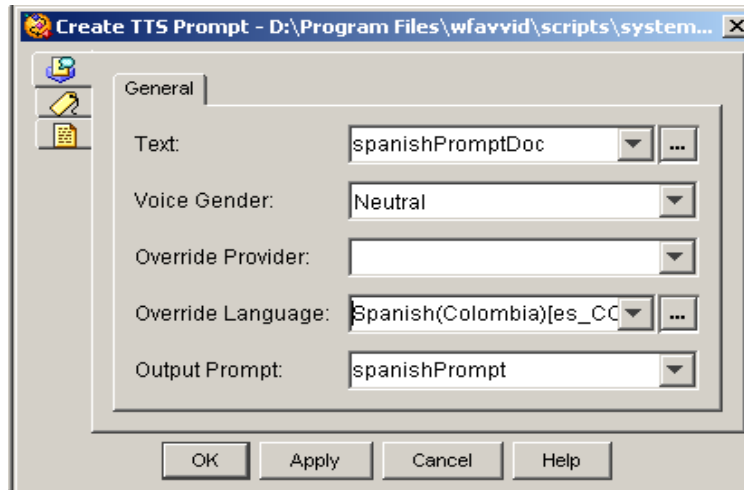 Create TTS Prompt - D:\Program Files\wfavvid\scripts\system...
General
Text: spanishPromptDoc ...
Voice Gender: Neutral
Override Provider:
Override Language: Spanish(Colombia)[es_CO ...
Output Prompt: spanishPrompt
OK Apply Cancel Help